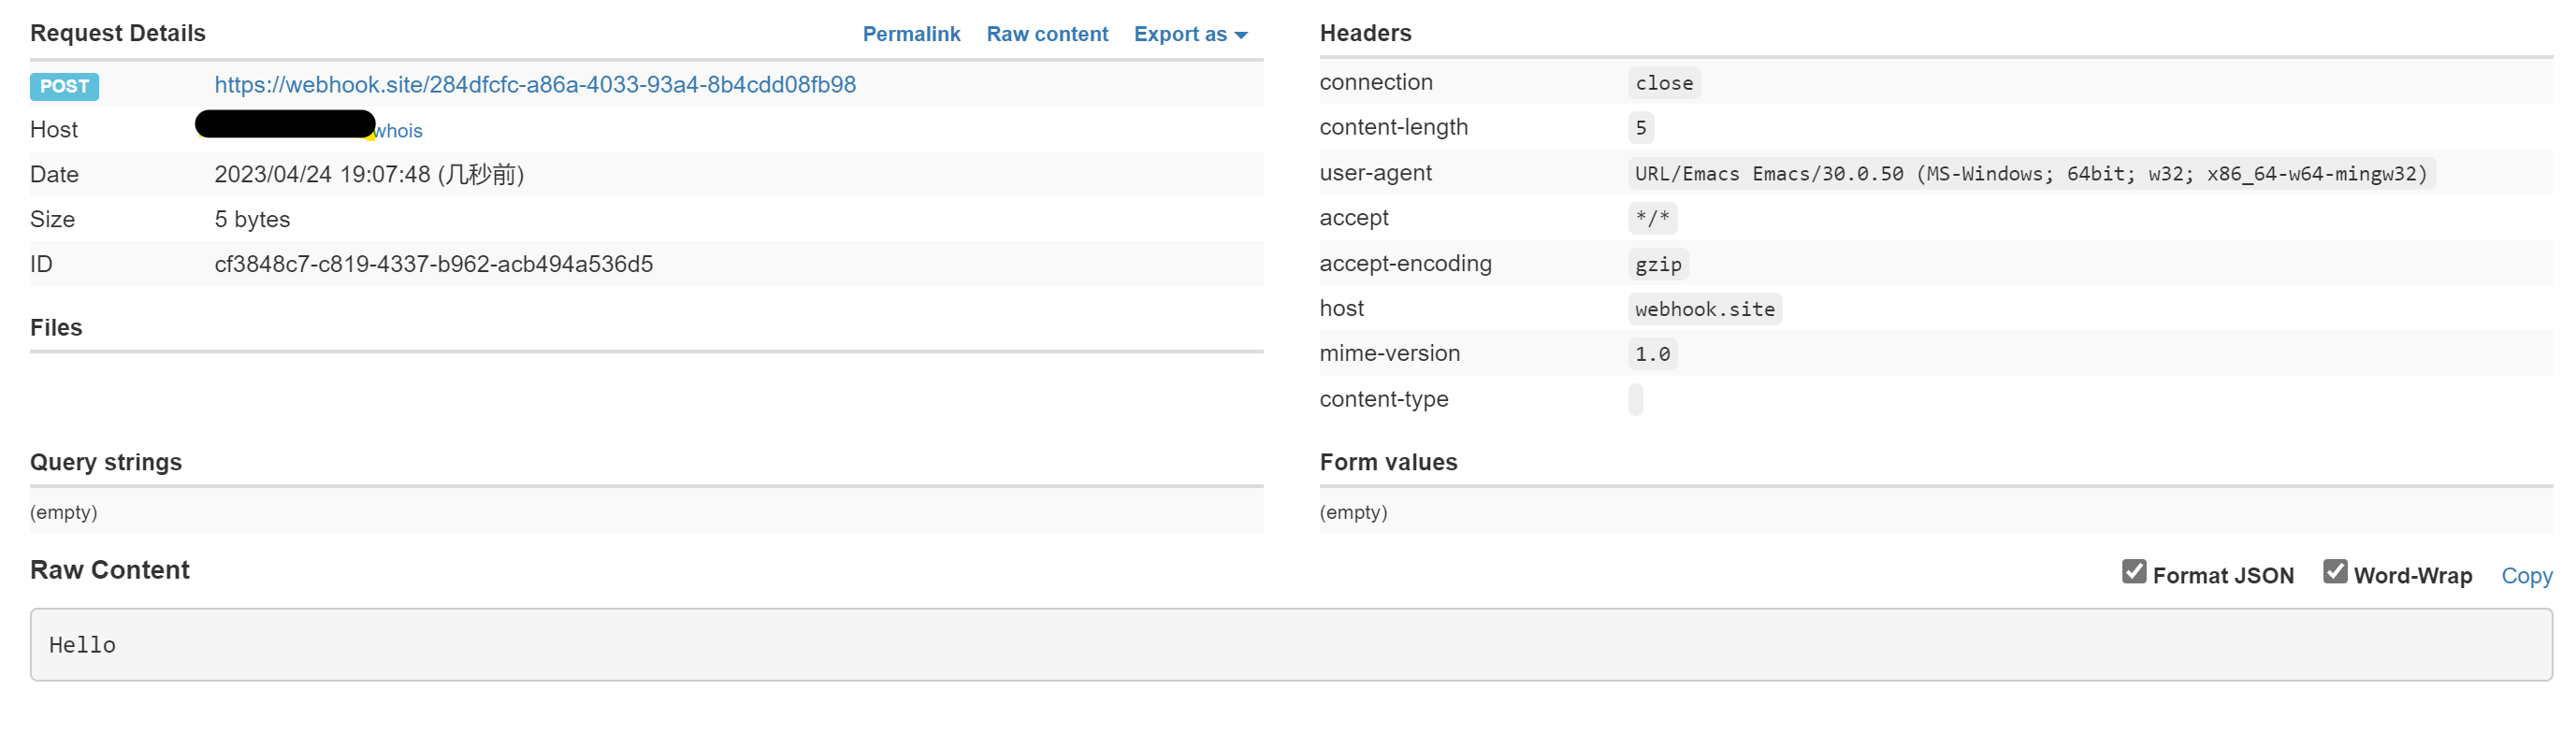 Request Details Permalink Raw content Export as
POST https://webhook.site/284dfcfc-a86a-4033-93a4-8b4cdd08fb98
Host whois
Date 2023/04/24 19:07:48 (几秒前)
Size 5 bytes
ID cf3848c7-c819-4337-b962-acb494a536d5
Files
Headers
connection close
content-length 5
user-agent URL/Emacs Emacs/30.0.50 (MS-Windows; 64bit; w32; x86_64-w64-mingw32)
accept */*
accept-encoding gzip
host webhook.site
mime-version 1.0
content-type
Query strings
(empty)
Form values
(empty)
Raw Content Format JSON Word-Wrap Copy
Hello